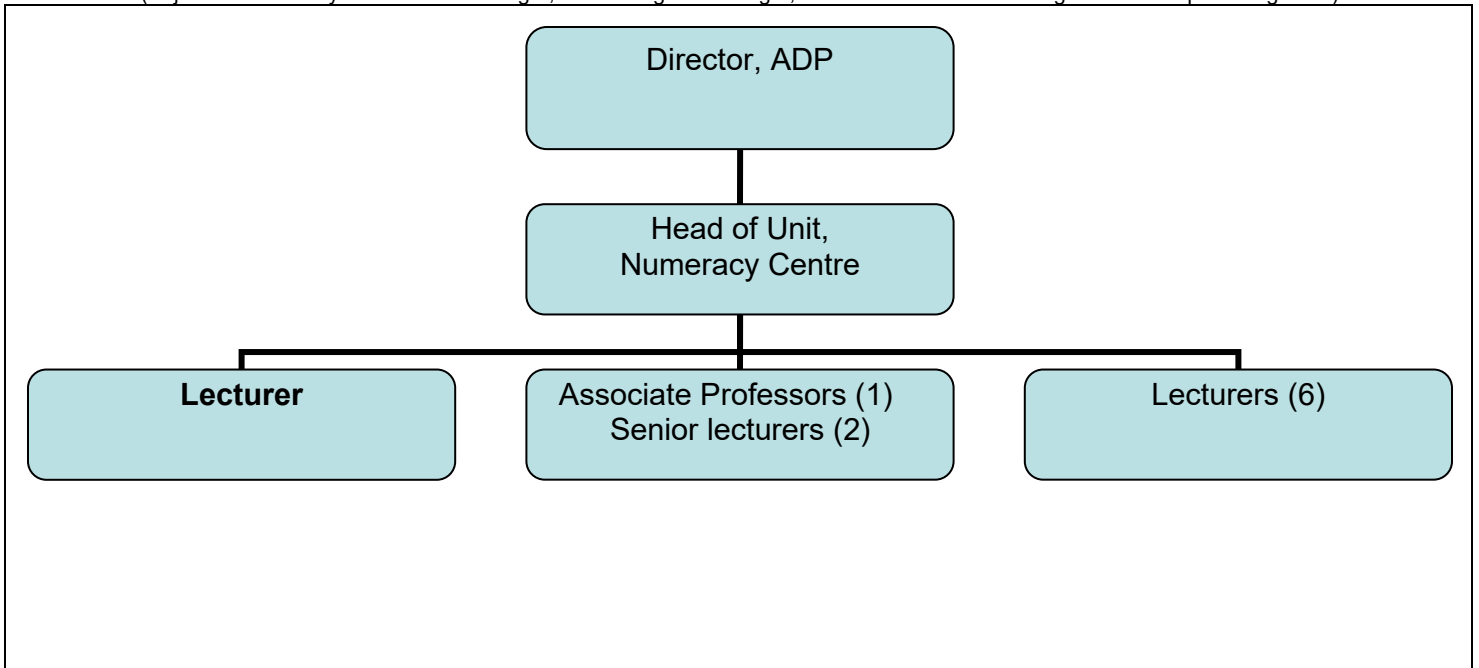 Director, ADP
Head of Unit,
Numeracy Centre
Lecturer
Associate Professors (1)
Senior lecturers (2)
Lecturers (6)